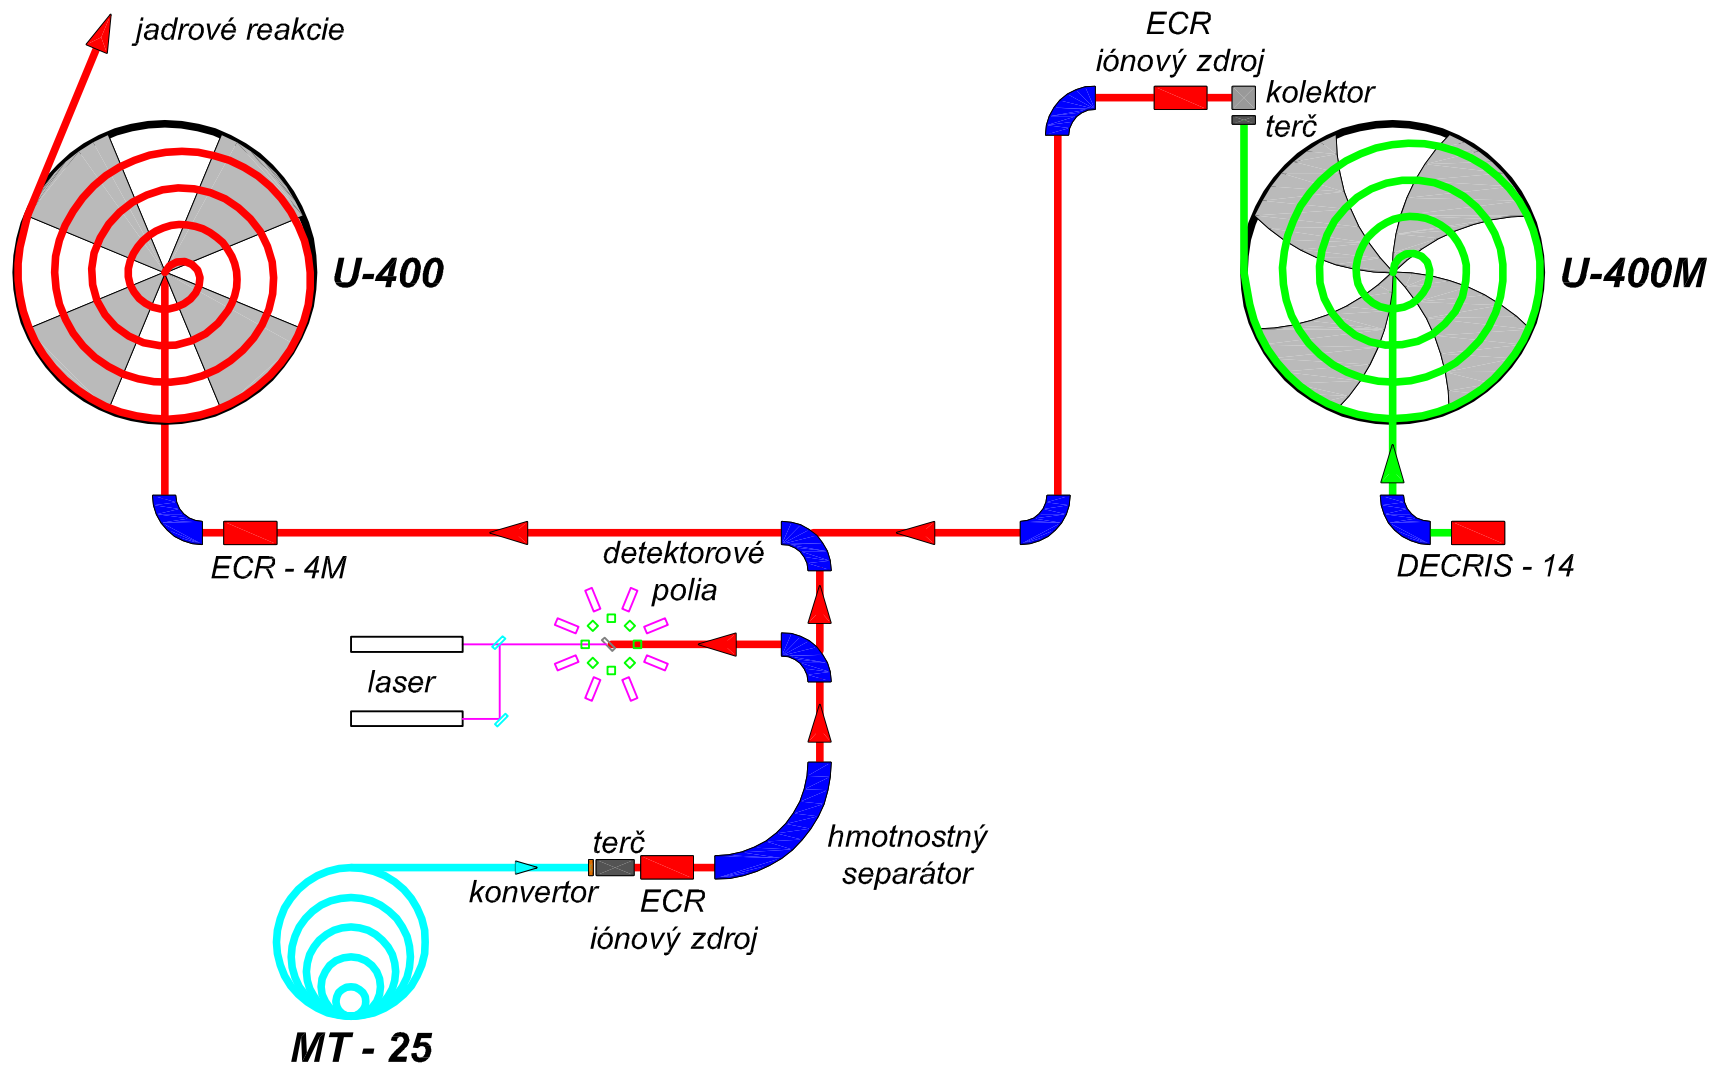 jadrové reakcie
ECR
iónový zdroj
kolektor
terč
U-400
U-400M
ECR - 4M
DECRIS - 14
detektorové
polia
laser
hmotnostný
separátor
terč
konvertor
ECR
iónový zdroj
MT - 25